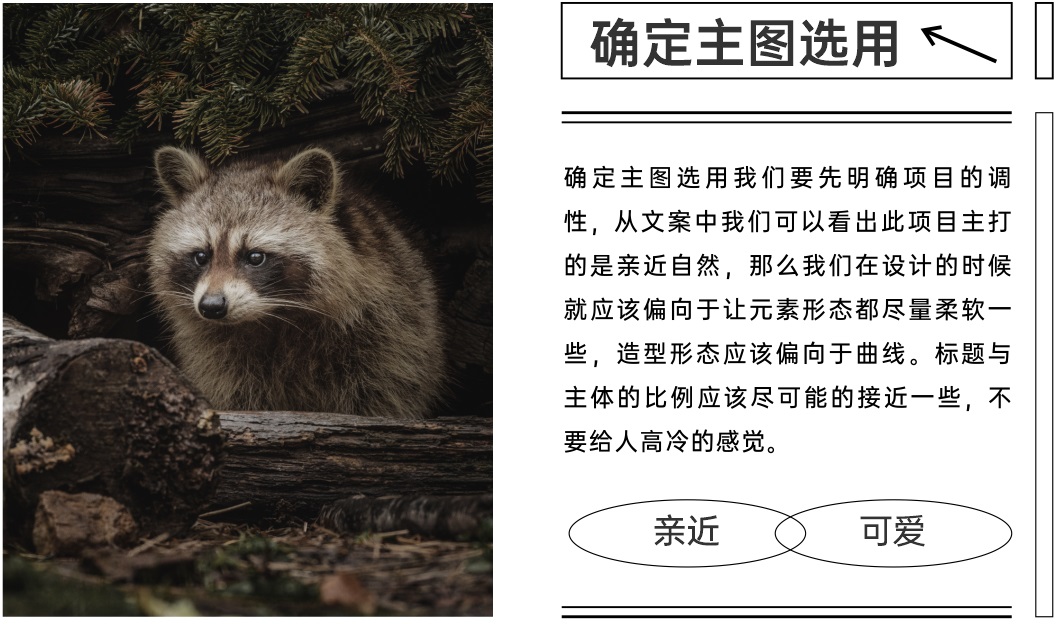 确定主图选用
确定主图选用我们要先明确项目的调
性，从文案中我们可以看出此项目主打
的是亲近自然，那么我们在设计的时候
就应该偏向于让元素形态都尽量柔软一
些，造型形态应该偏向于曲线。标题与
主体的比例应该尽可能的接近一些，不
要给人高冷的感觉。
亲近
可爱